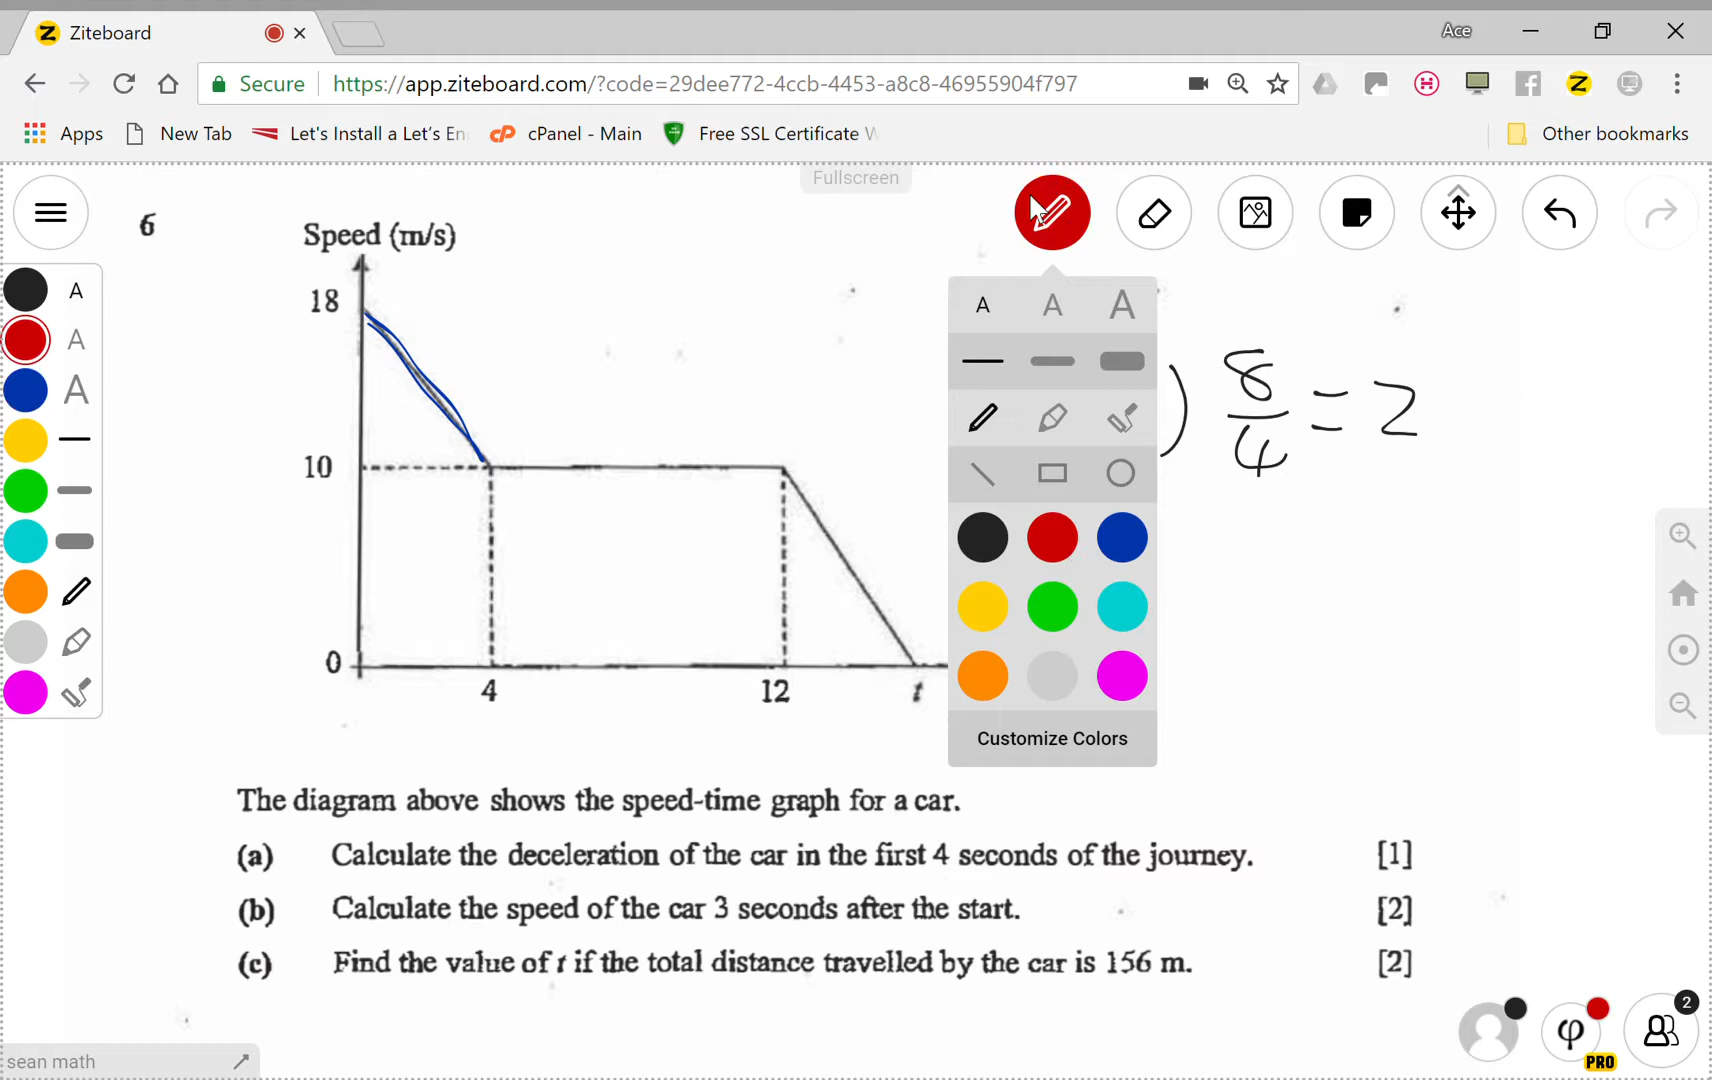 Ziteboard
Ace
Secure
https://app.ziteboard.com/?code=29dee772-4ccb-4453-a8c8-46955904f797
Apps
New Tab
Let's Install a Let's En
cPanel - Main
Free SSL Certificate W
Other bookmarks
Fullscreen
6
Speed (m/s)
18
10
0
4
12
t
) 8/4 = 2
A
A
A
A A A
Customize Colors
The diagram above shows the speed-time graph for a car.
(a) Calculate the deceleration of the car in the first 4 seconds of the journey. [1]
(b) Calculate the speed of the car 3 seconds after the start. [2]
(c) Find the value of t if the total distance travelled by the car is 156 m. [2]
sean math
φ
PRO
2